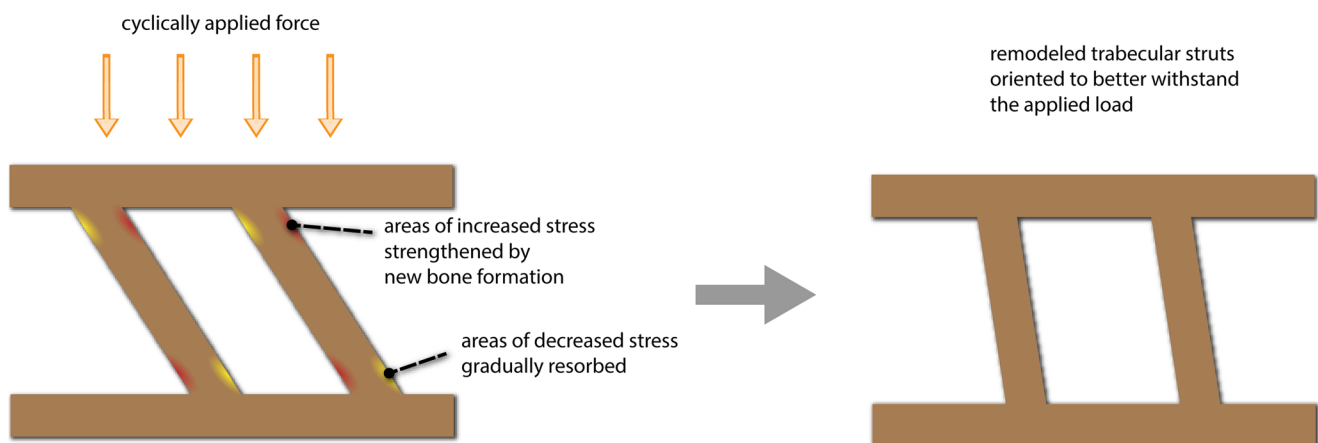 cyclically applied force
areas of increased stress
strengthened by
new bone formation
areas of decreased stress
gradually resorbed
remodeled trabecular struts
oriented to better withstand
the applied load